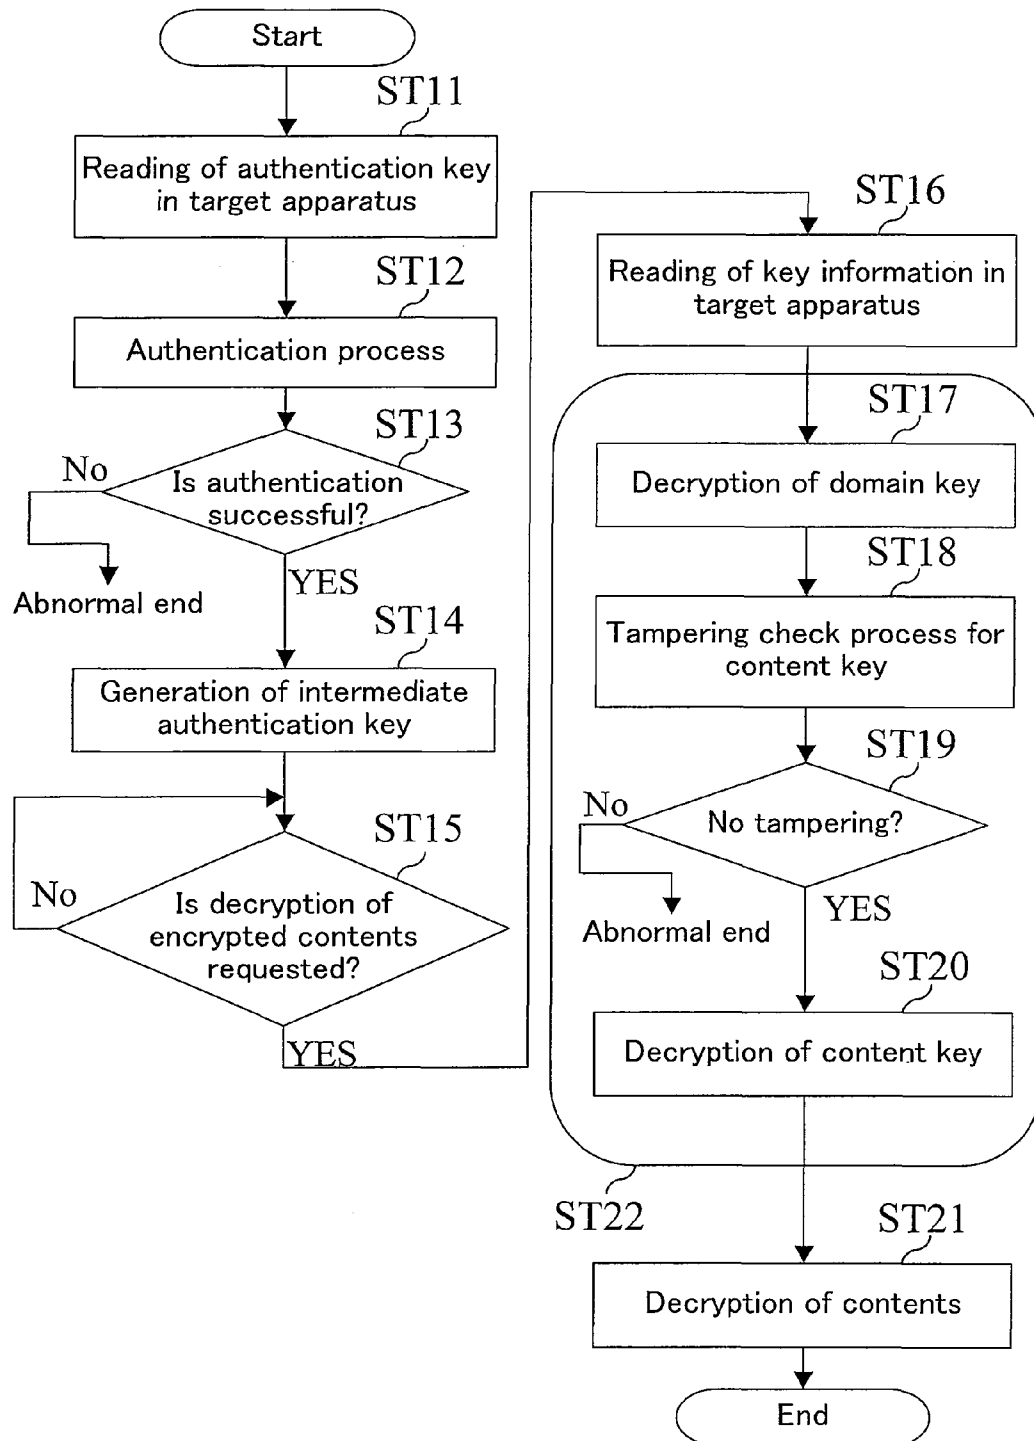 Start
ST11
Reading of authentication key
in target apparatus
ST12
Authentication process
ST13
No
Is authentication
successful?
YES
Abnormal end
ST14
Generation of intermediate
authentication key
ST15
No
Is decryption of
encrypted contents
requested?
YES
ST16
Reading of key information in
target apparatus
ST17
Decryption of domain key
ST18
Tampering check process for
content key
ST19
No
No tampering?
YES
Abnormal end
ST20
Decryption of content key
ST22
ST21
Decryption of contents
End